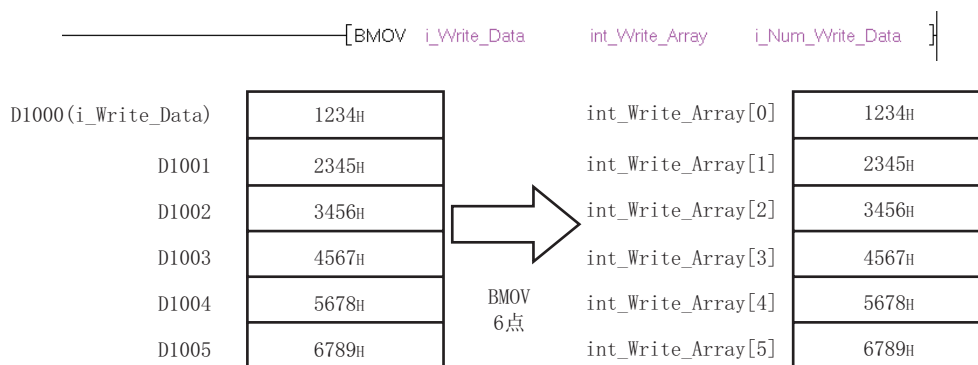 BMOV i_Write_Data int_Write_Array i_Num_Write_Data
D1000(i_Write_Data) 1234H int_Write_Array[0] 1234H
D1001 2345H int_Write_Array[1] 2345H
D1002 3456H int_Write_Array[2] 3456H
D1003 4567H int_Write_Array[3] 4567H
D1004 5678H BMOV int_Write_Array[4] 5678H
6点
D1005 6789H int_Write_Array[5] 6789H